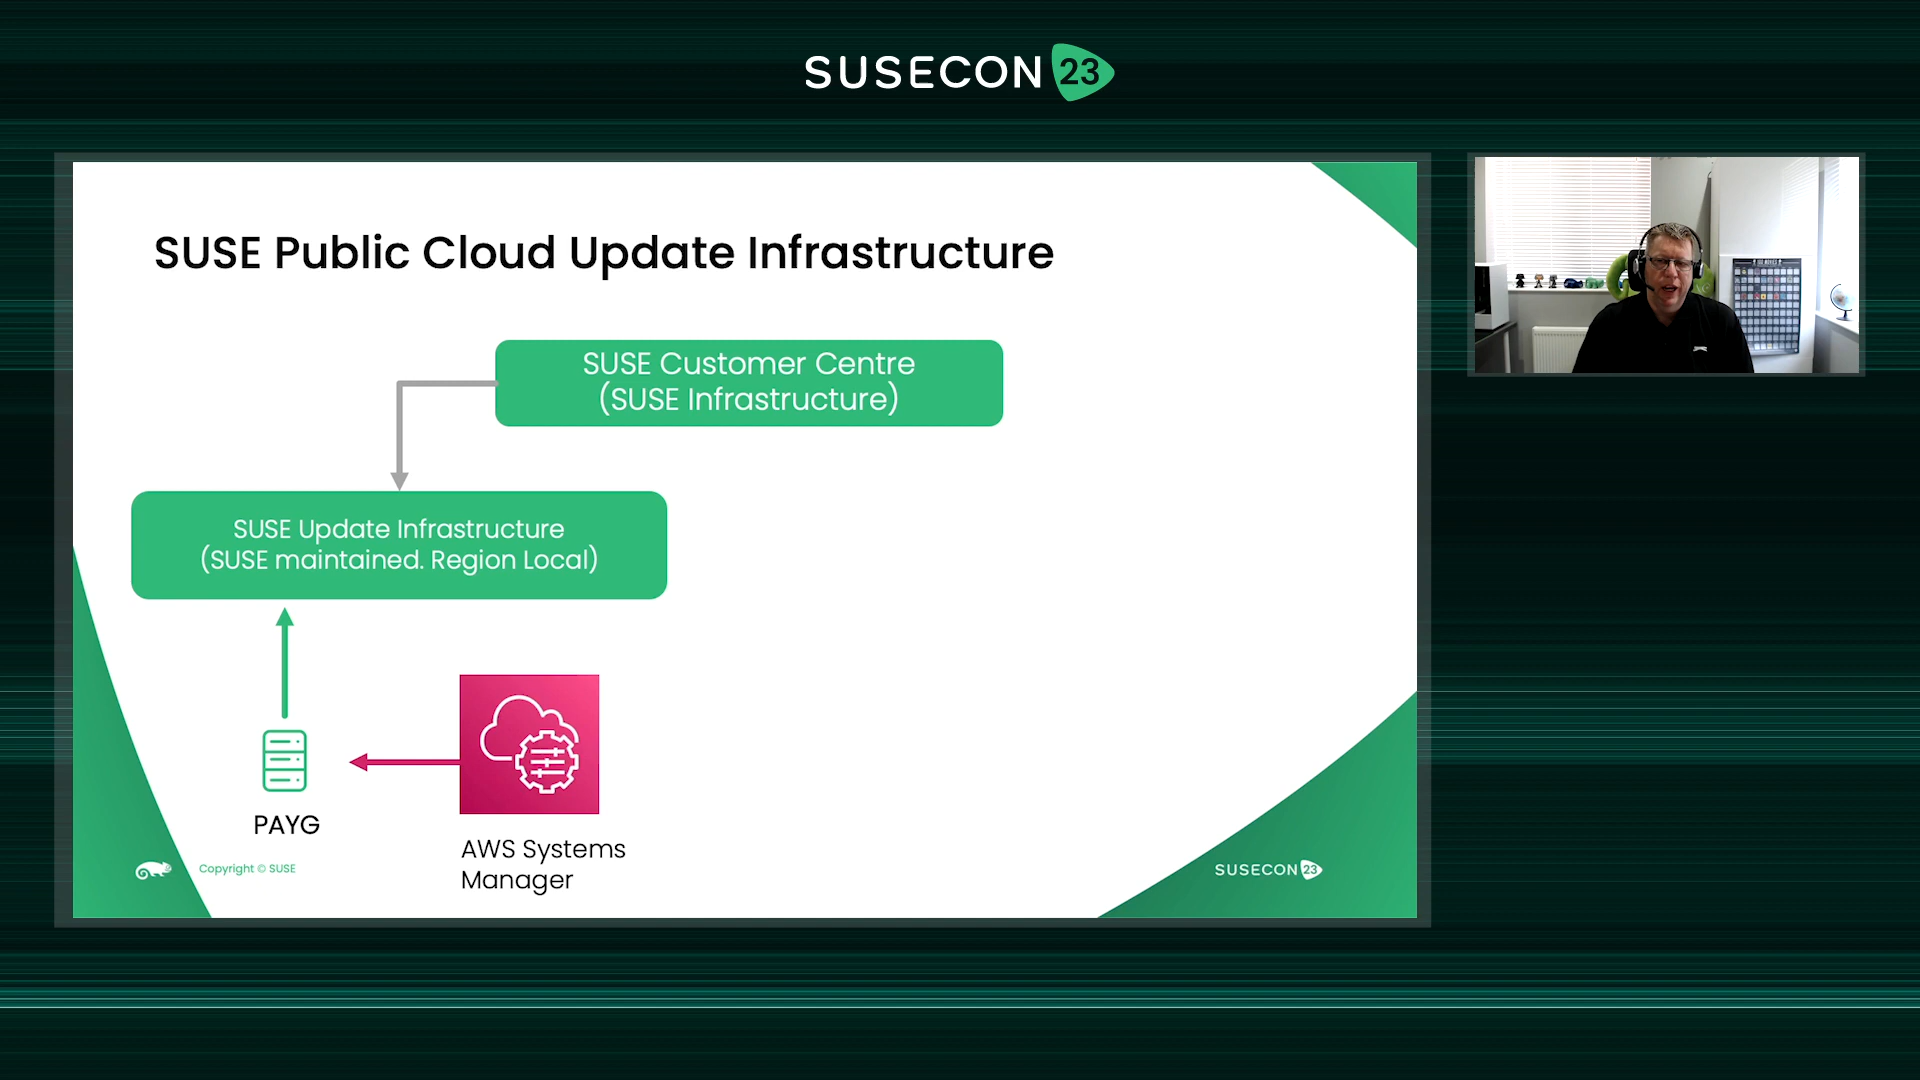 SUSECON 23
SUSE Public Cloud Update Infrastructure
SUSE Customer Centre
(SUSE Infrastructure)
SUSE Update Infrastructure
(SUSE maintained. Region Local)
PAYG
AWS Systems
Manager
Copyright © SUSE
SUSECON 23